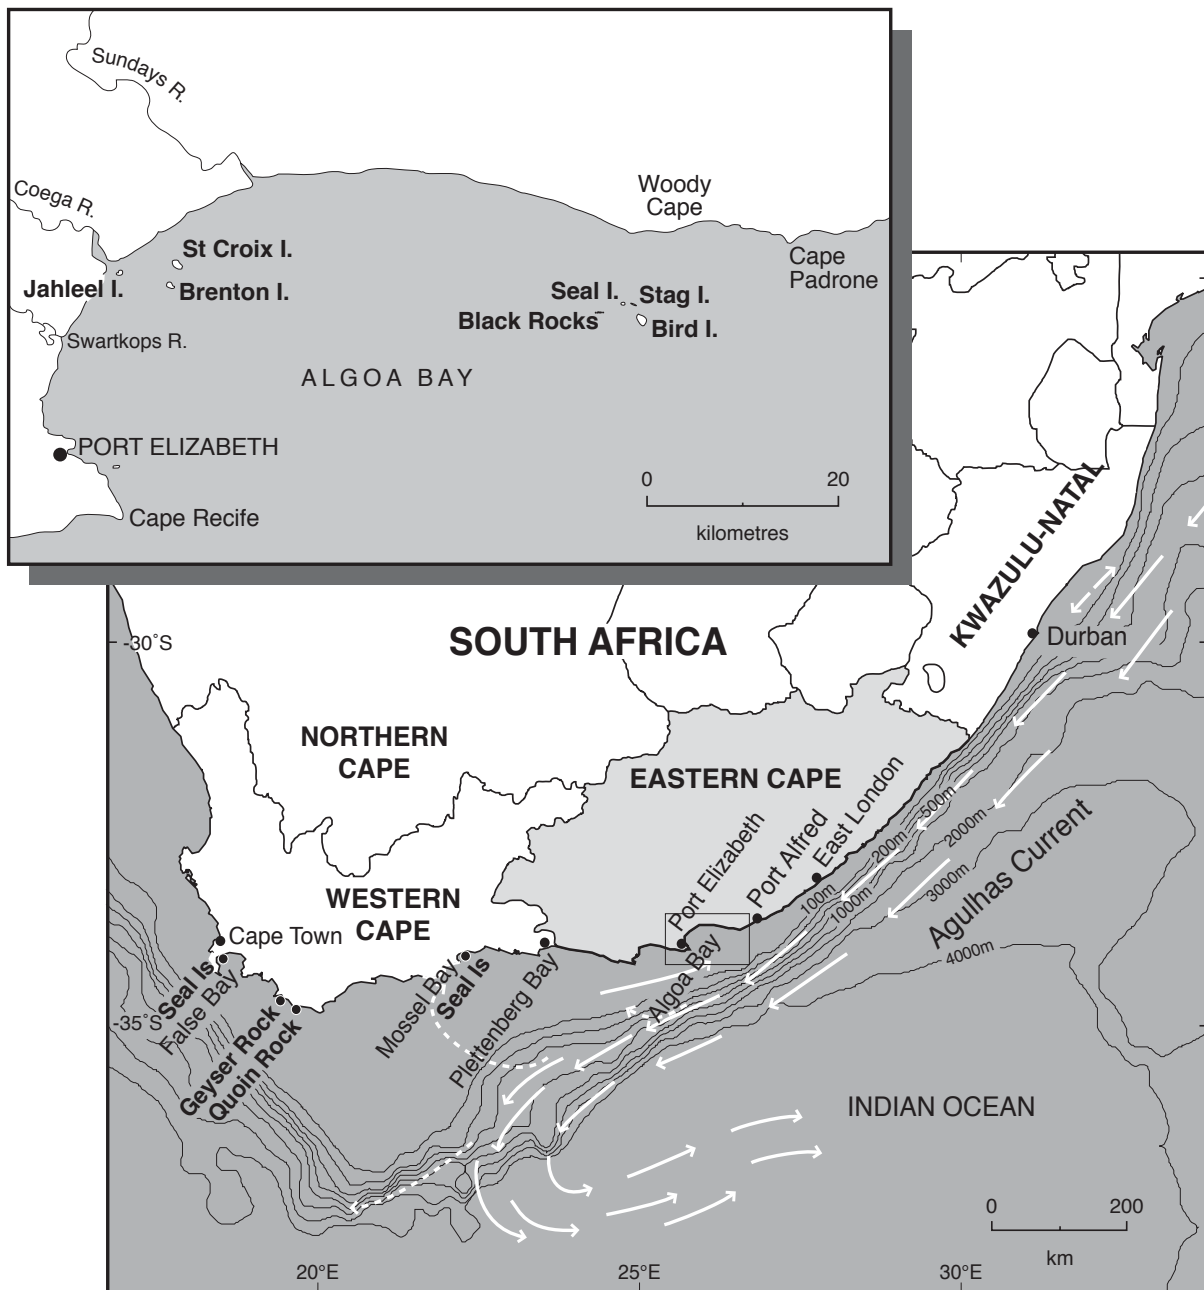 Sundays R.
Coega R.
Woody
Cape
St Croix I.
Cape
Padrone
Jahleel I.
Brenton I.
Seal I.
Stag I.
Black Rocks
Bird I.
Swartkops R.
ALGOA BAY
PORT ELIZABETH
0 20
kilometres
Cape Recife
KWAZULU-NATAL
Durban
-30°S
SOUTH AFRICA
NORTHERN
CAPE
EASTERN CAPE
Port Elizabeth
Port Alfred
East London
500m
2000m
200m
3000m
100m
1000m
Agulhas Current
4000m
WESTERN
CAPE
Cape Town
Seal Is
False Bay
-35°S
Geyser Rock
Quoin Rock
Mossel Bay
Seal Is
Plettenberg Bay
Algoa Bay
INDIAN OCEAN
0 200
km
20°E
25°E
30°E